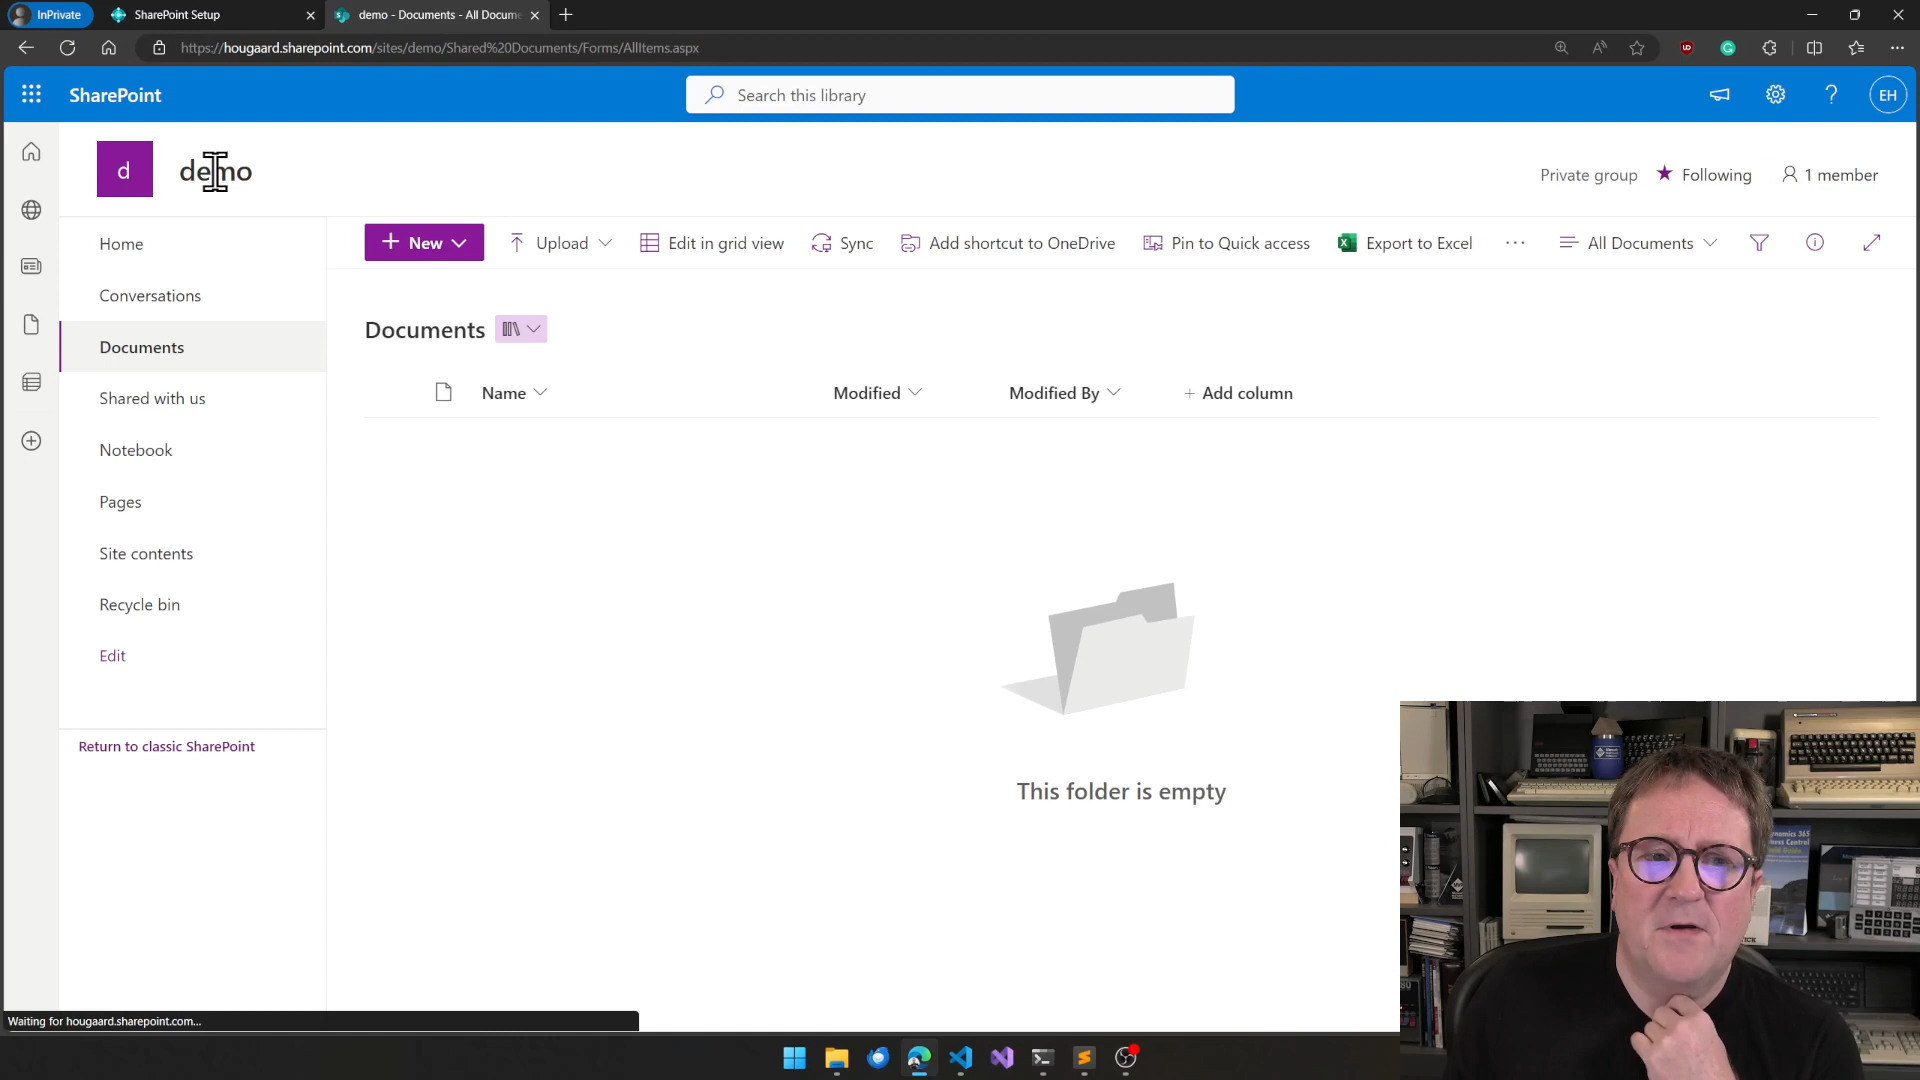 InPrivate
SharePoint Setup
demo - Documents - All Docume
https://hougaard.sharepoint.com/sites/demo/Shared%20Documents/Forms/AllItems.aspx
SharePoint
Search this library
EH
d
demo
Private group
Following
1 member
Home
Conversations
Documents
Shared with us
Notebook
Pages
Site contents
Recycle bin
Edit
Return to classic SharePoint
New
Upload
Edit in grid view
Sync
Add shortcut to OneDrive
Pin to Quick access
Export to Excel
All Documents
Documents
Name
Modified
Modified By
Add column
This folder is empty
Waiting for hougaard.sharepoint.com...